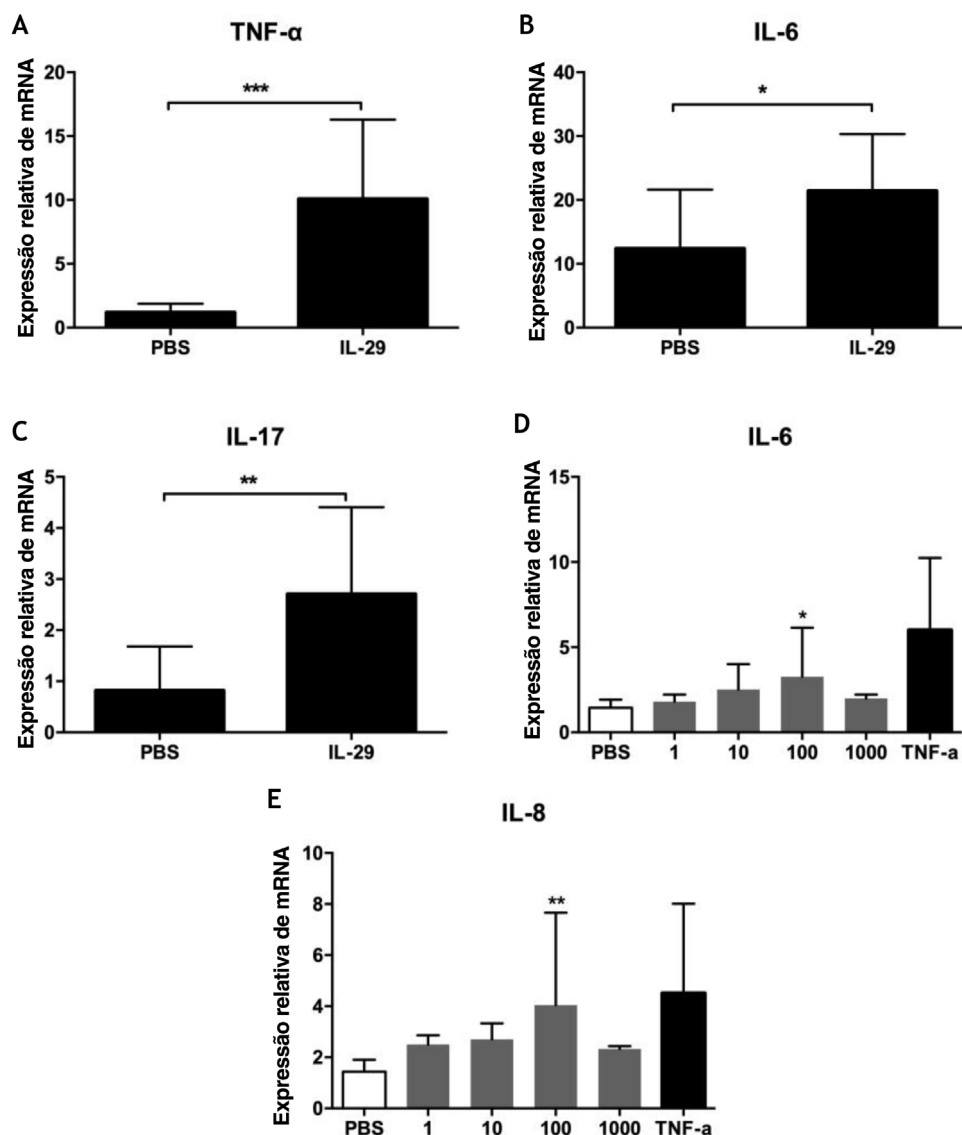 A
TNF-α
Expressão relativa de mRNA
20
15
10
5
0
***
PBS IL-29
B
IL-6
Expressão relativa de mRNA
40
30
20
10
0
*
PBS IL-29
C
IL-17
Expressão relativa de mRNA
5
4
3
2
1
0
**
PBS IL-29
D
IL-6
Expressão relativa de mRNA
15
10
5
0
*
PBS 1 10 100 1000 TNF-a
E
IL-8
Expressão relativa de mRNA
10
8
6
4
2
0
**
PBS 1 10 100 1000 TNF-a